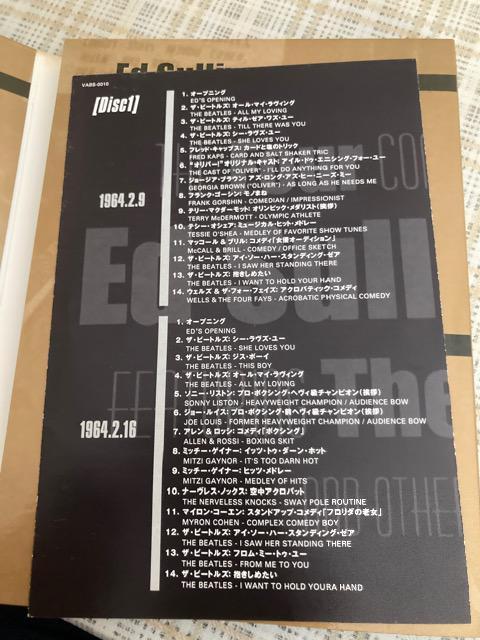 Ed Sulli
VABS-0010
[Disc1]
1964.2.9
1. オープニング
ED'S OPENING
2. ザ・ビートルズ: オール・マイ・ラヴィング
THE BEATLES - ALL MY LOVING
3. ザ・ビートルズ: ティル・ゼア・ワズ・ユー
THE BEATLES - TILL THERE WAS YOU
4. ザ・ビートルズ: シー・ラヴズ・ユー
THE BEATLES - SHE LOVES YOU
5. フレッド・キャップス: カードと塩のトリック
FRED KAPS - CARD AND SALT SHAKER TRIC
6. “オリバー!” オリジナル・キャスト: アイル・ドゥ・エニシング・フォー・ユー
THE CAST OF "OLIVER" - I'LL DO ANYTHING FOR YOU
7. ジョージア・ブラウン: アズ・ロング・アズ・ヒー・ニーズ・ミー
GEORGIA BROWN ("OLIVER") - AS LONG AS HE NEEDS ME
8. フランク・ゴーシン: モノまね
FRANK GORSHIN - COMEDIAN / IMPRESSIONIST
9. テリー・マクダーモット: オリンピック・メダリスト(挨拶)
TERRY McDERMOTT - OLYMPIC ATHLETE
10. テシー・オシェア: ミュージカル・ヒット・メドレー
TESSIE O'SHEA - MEDLEY OF FAVORITE SHOW TUNES
11. マッコール & ブリル: コメディ「女優オーディション」
McCALL & BRILL - COMEDY / OFFICE SKETCH
12. ザ・ビートルズ: アイ・ソー・ハー・スタンディング・ゼア
THE BEATLES - I SAW HER STANDING THERE
13. ザ・ビートルズ: 抱きしめたい
THE BEATLES - I WANT TO HOLD YOUR HAND
14. ウェルズ & ザ・フォー・フェイズ: アクロバティック・コメディ
WELLS & THE FOUR FAYS - ACROBATIC PHYSICAL COMEDY
1964.2.16
1. オープニング
ED'S OPENING
2. ザ・ビートルズ: シー・ラヴズ・ユー
THE BEATLES - SHE LOVES YOU
3. ザ・ビートルズ: ジス・ボーイ
THE BEATLES - THIS BOY
4. ザ・ビートルズ: オール・マイ・ラヴィング
THE BEATLES - ALL MY LOVING
5. ソニー・リストン: プロ・ボクシング・ヘヴィ級チャンピオン(挨拶)
SONNY LISTON - HEAVYWEIGHT CHAMPION / AUDIENCE BOW
6. ジョー・ルイス: プロ・ボクシング・前ヘヴィ級チャンピオン(挨拶)
JOE LOUIS - FORMER HEAVYWEIGHT CHAMPION / AUDIENCE BOW
7. アレン & ロッシ: コメディ「ボクシング」
ALLEN & ROSSI - BOXING SKIT
8. ミッチー・ゲイナー: イッツ・トゥ・ダーン・ホット
MITZI GAYNOR - IT'S TOO DARN HOT
9. ミッチー・ゲイナー: ヒッツ・メドレー
MITZI GAYNOR - MEDLEY OF HITS
10. ナーヴレス・ノックス: 空中アクロバット
THE NERVELESS KNOCKS - SWAY POLE ROUTINE
11. マイロン・コーエン: スタンドアップ・コメディ「フロリダの老女」
MYRON COHEN - COMPLEX COMEDY BOY
12. ザ・ビートルズ: アイ・ソー・ハー・スタンディング・ゼア
THE BEATLES - I SAW HER STANDING THERE
13. ザ・ビートルズ: フロム・ミー・トゥ・ユー
THE BEATLES - FROM ME TO YOU
14. ザ・ビートルズ: 抱きしめたい
THE BEATLES - I WANT TO HOLD YOURA HAND
Ed Sull
The